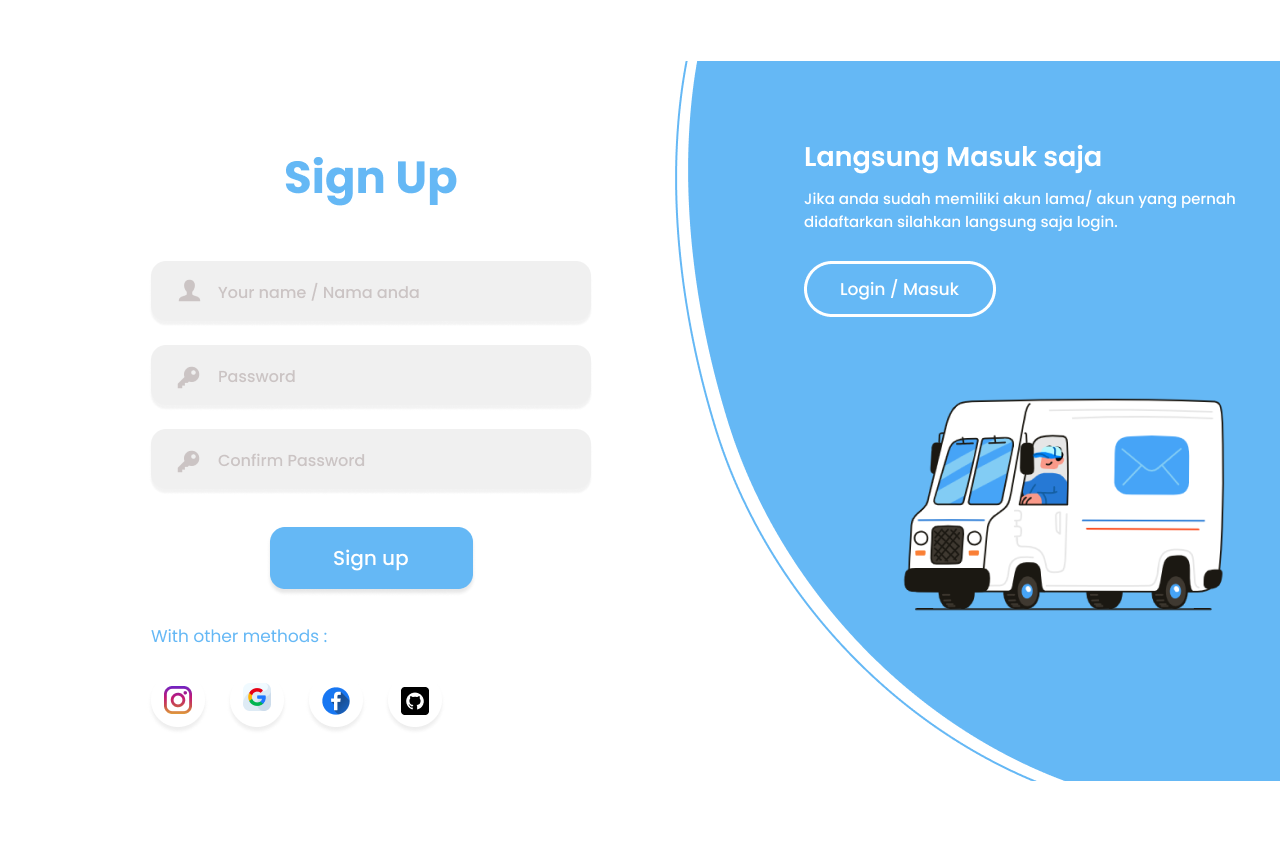 Sign Up
Your name / Nama anda
Password
Confirm Password
Sign up
With other methods :
Langsung Masuk saja
Jika anda sudah memiliki akun lama/ akun yang pernah
didaftarkan silahkan langsung saja login.
Login / Masuk